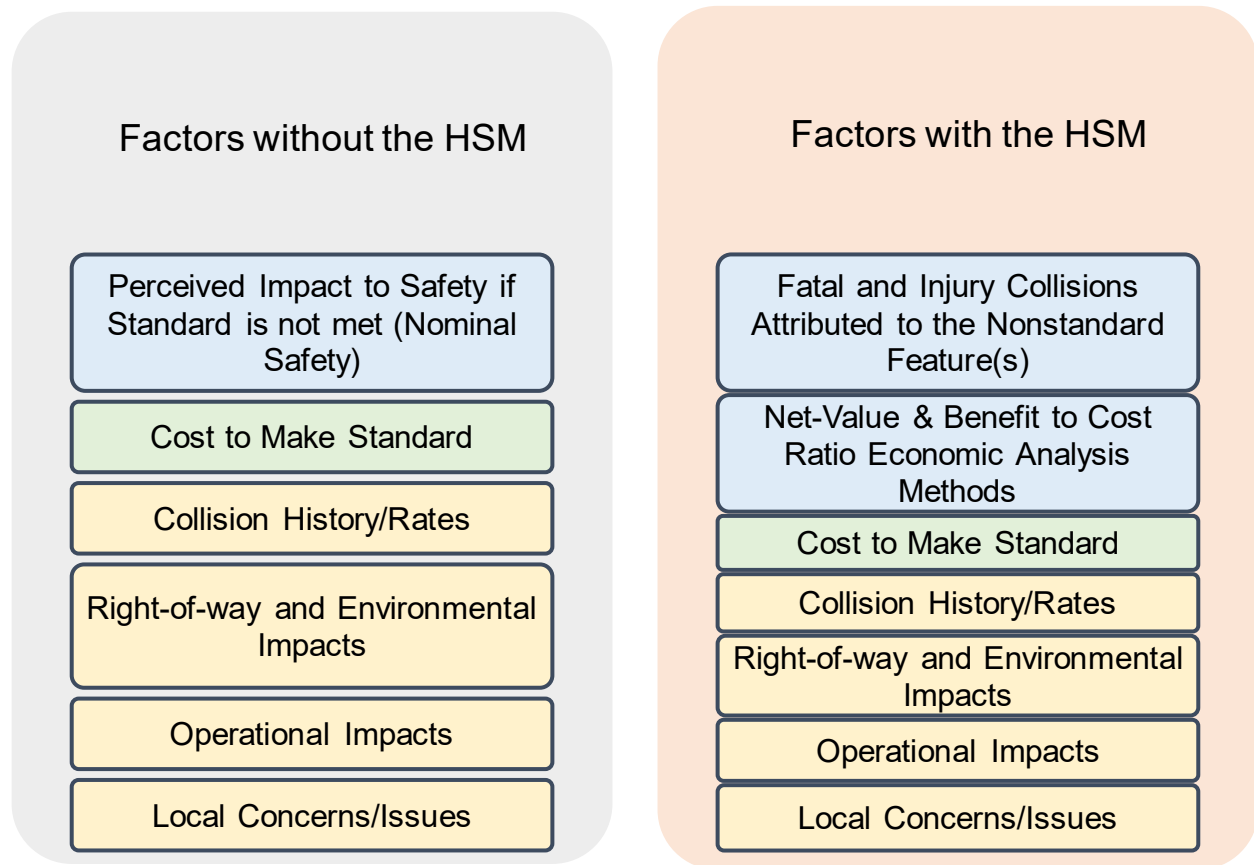 Factors without the HSM
Perceived Impact to Safety if
Standard is not met (Nominal
Safety)
Cost to Make Standard
Collision History/Rates
Right-of-way and Environmental
Impacts
Operational Impacts
Local Concerns/Issues
Factors with the HSM
Fatal and Injury Collisions
Attributed to the Nonstandard
Feature(s)
Net-Value & Benefit to Cost
Ratio Economic Analysis
Methods
Cost to Make Standard
Collision History/Rates
Right-of-way and Environmental
Impacts
Operational Impacts
Local Concerns/Issues